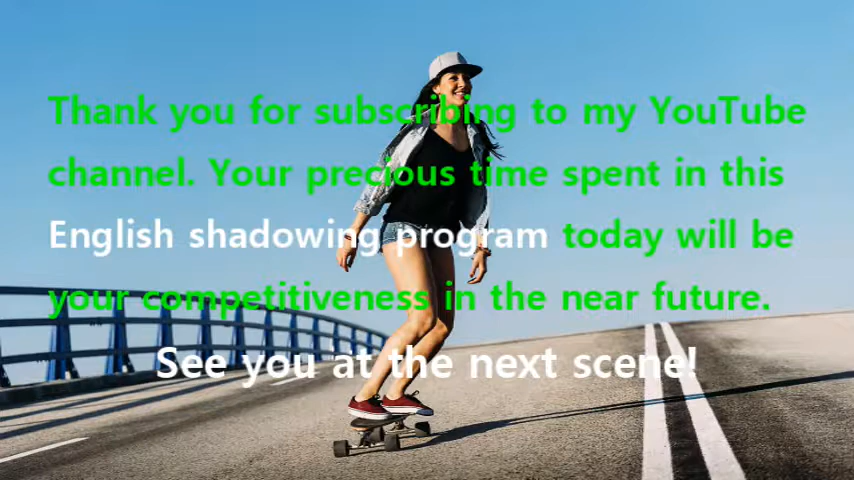 Thank you for subscribing to my YouTube
channel. Your precious time spent in this
English shadowing program today will be
your competitiveness in the near future.
See you at the next scene!